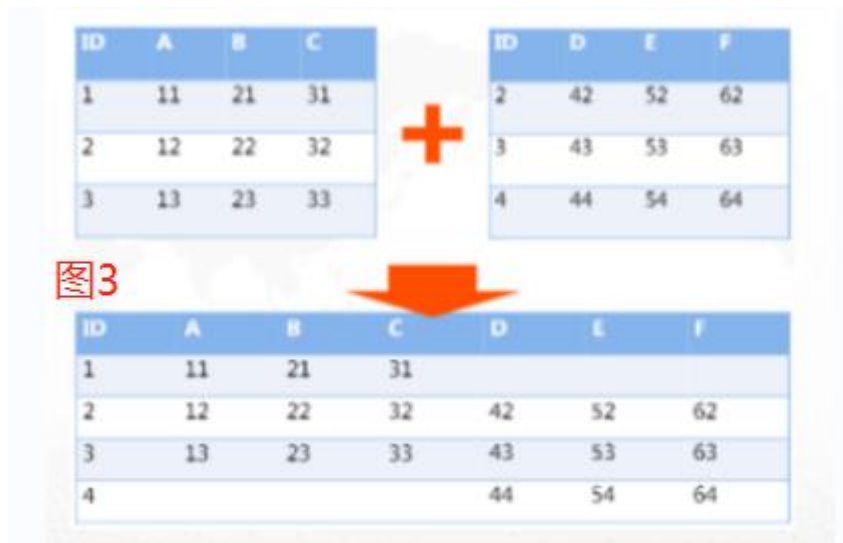 ID A B C
1 11 21 31
2 12 22 32
3 13 23 33
ID D E F
2 42 52 62
3 43 53 63
4 44 54 64
图3
ID A B C D E F
1 11 21 31
2 12 22 32 42 52 62
3 13 23 33 43 53 63
4 44 54 64